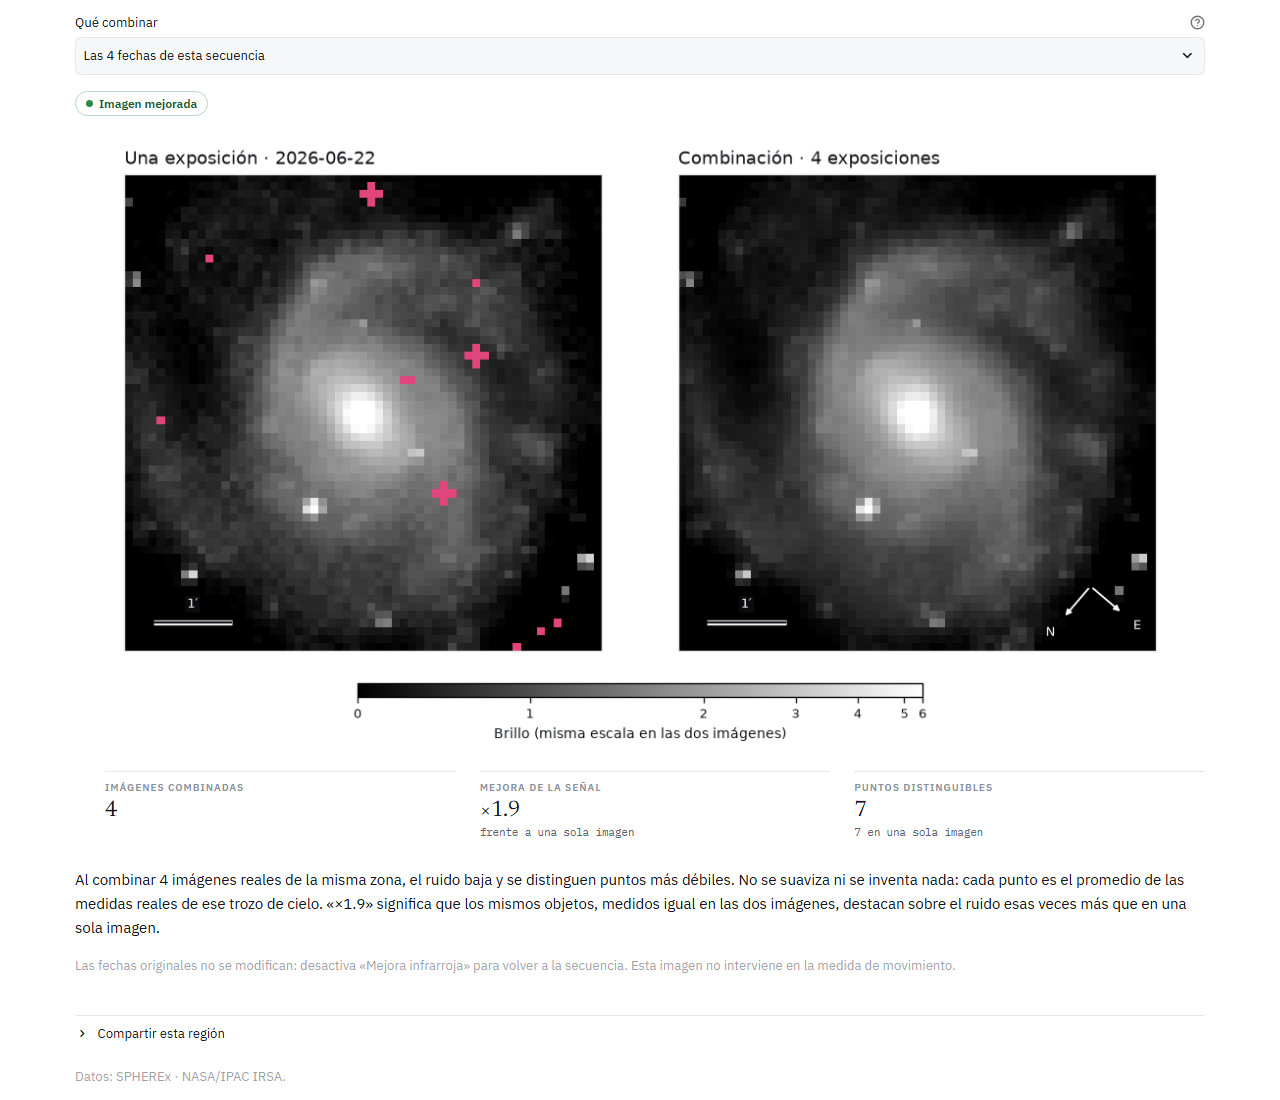 Qué combinar
Las 4 fechas de esta secuencia
Imagen mejorada
Una exposición · 2026-06-22
Combinación · 4 exposiciones
1′
1′
N
E
0 1 2 3 4 5 6
Brillo (misma escala en las dos imágenes)
IMÁGENES COMBINADAS
4
MEJORA DE LA SEÑAL
×1.9
frente a una sola imagen
PUNTOS DISTINGUIBLES
7
7 en una sola imagen
Al combinar 4 imágenes reales de la misma zona, el ruido baja y se distinguen puntos más débiles. No se suaviza ni se inventa nada: cada punto es el promedio de las
medidas reales de ese trozo de cielo. «×1.9» significa que los mismos objetos, medidos igual en las dos imágenes, destacan sobre el ruido esas veces más que en una
sola imagen.
Las fechas originales no se modifican: desactiva «Mejora infrarroja» para volver a la secuencia. Esta imagen no interviene en la medida de movimiento.
Compartir esta región
Datos: SPHEREx · NASA/IPAC IRSA.